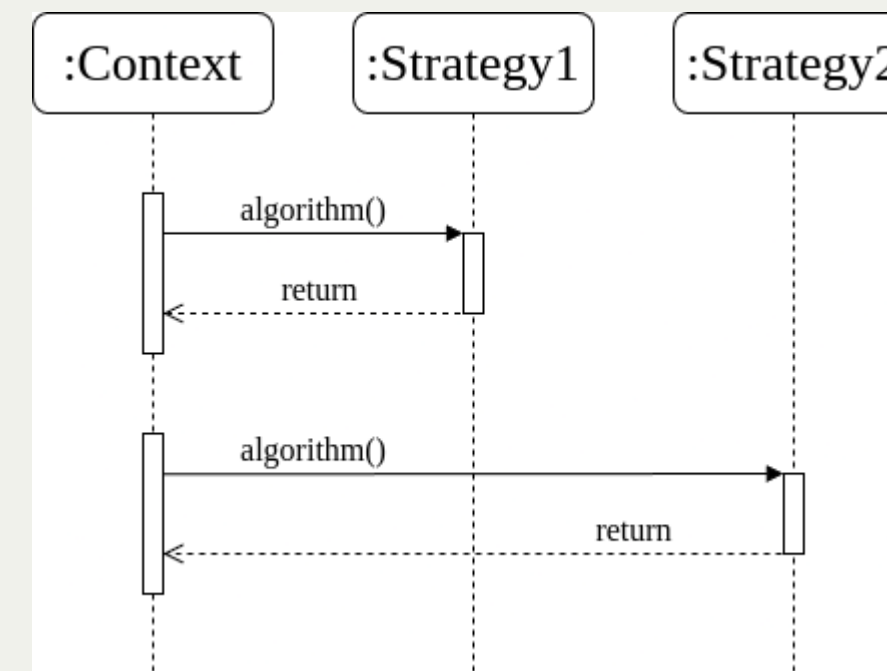 :Context
:Strategy1
:Strategy2
algorithm()
return
algorithm()
return